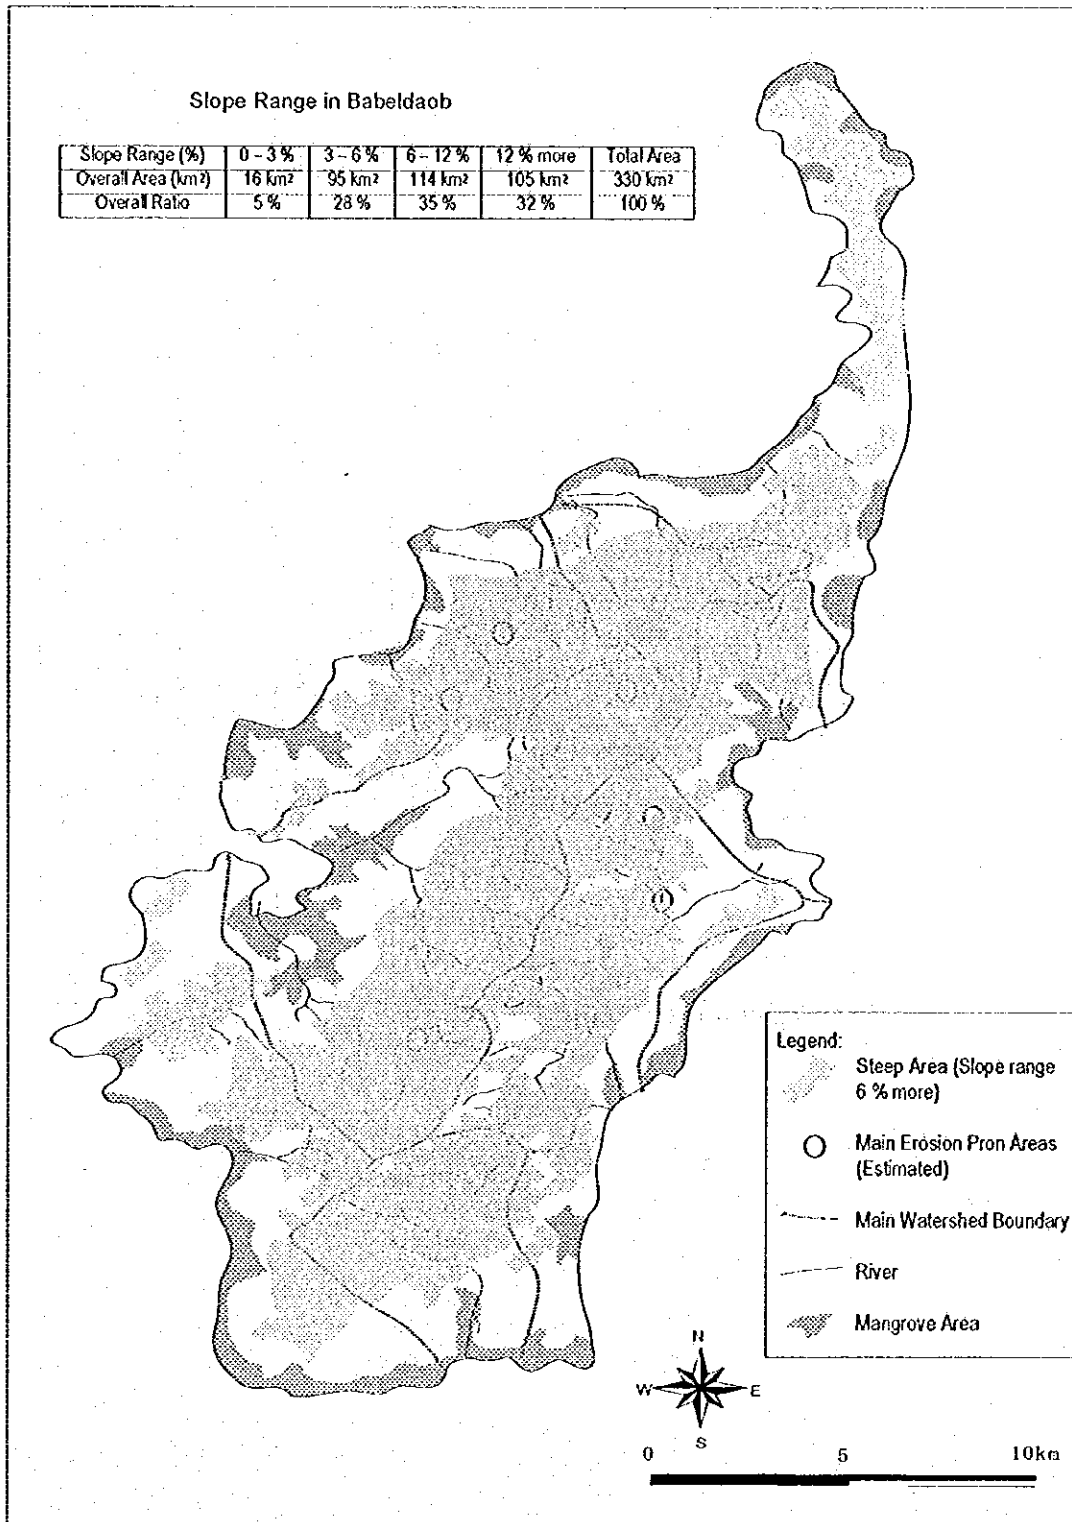 Slope Range in Babeldaob
Slope Range (%) 0 - 3 % 3 - 6 % 6 - 12 % 12 % more Total Area
Overall Area (km²) 16 km² 95 km² 114 km² 105 km² 330 km²
Overall Ratio 5 % 28 % 35 % 32 % 100 %
Legend:
Steep Area (Slope range
6 % more)
Main Erosion Pron Areas
(Estimated)
Main Watershed Boundary
River
Mangrove Area
N
W E
S
0 5 10km